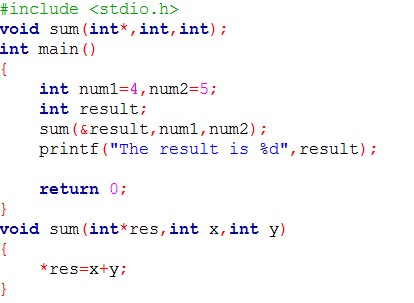 #include <stdio.h>
void sum(int*,int,int);
int main()
{
    int num1=4,num2=5;
    int result;
    sum(&result,num1,num2);
    printf("The result is %d",result);

    return 0;
}
void sum(int*res,int x,int y)
{
    *res=x+y;
}